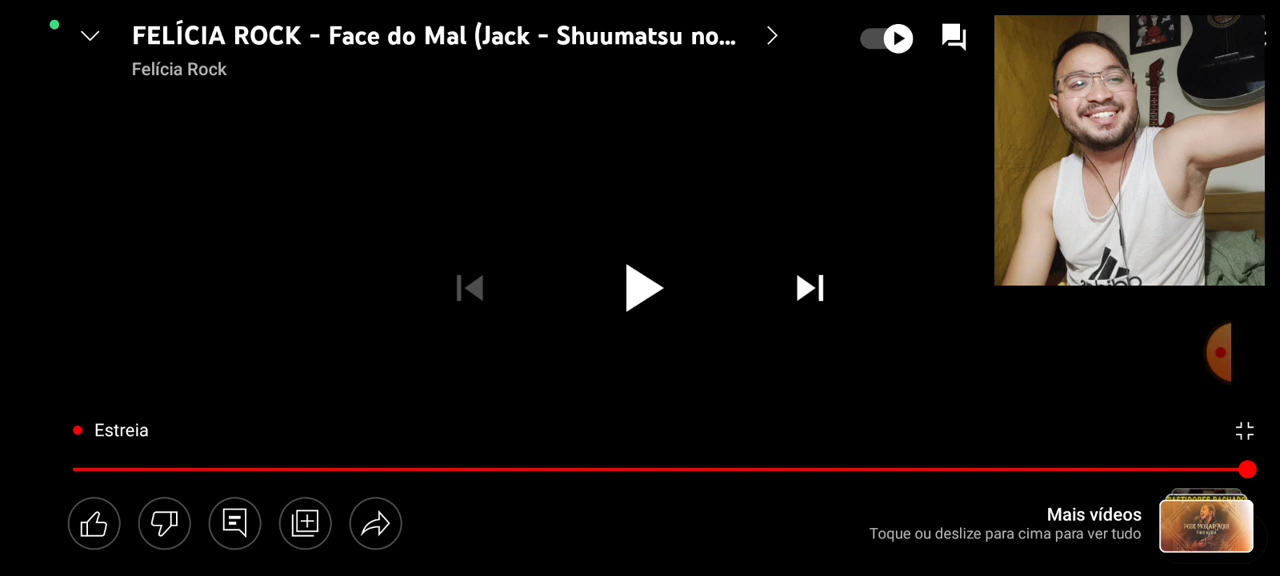 FELÍCIA ROCK - Face do Mal (Jack - Shuumatsu no...
Felícia Rock
Estreia
Mais vídeos
Toque ou deslize para cima para ver tudo